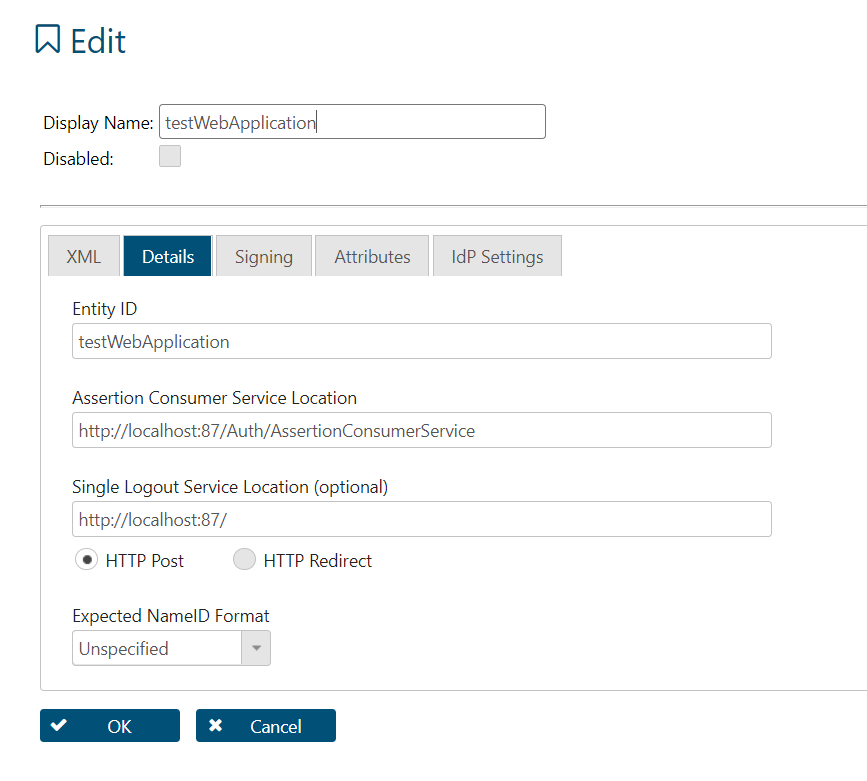 Edit
Display Name: testWebApplication
Disabled:
XML Details Signing Attributes IdP Settings
Entity ID
testWebApplication
Assertion Consumer Service Location
http://localhost:87/Auth/AssertionConsumerService
Single Logout Service Location (optional)
http://localhost:87/
HTTP Post HTTP Redirect
Expected NameID Format
Unspecified
OK Cancel